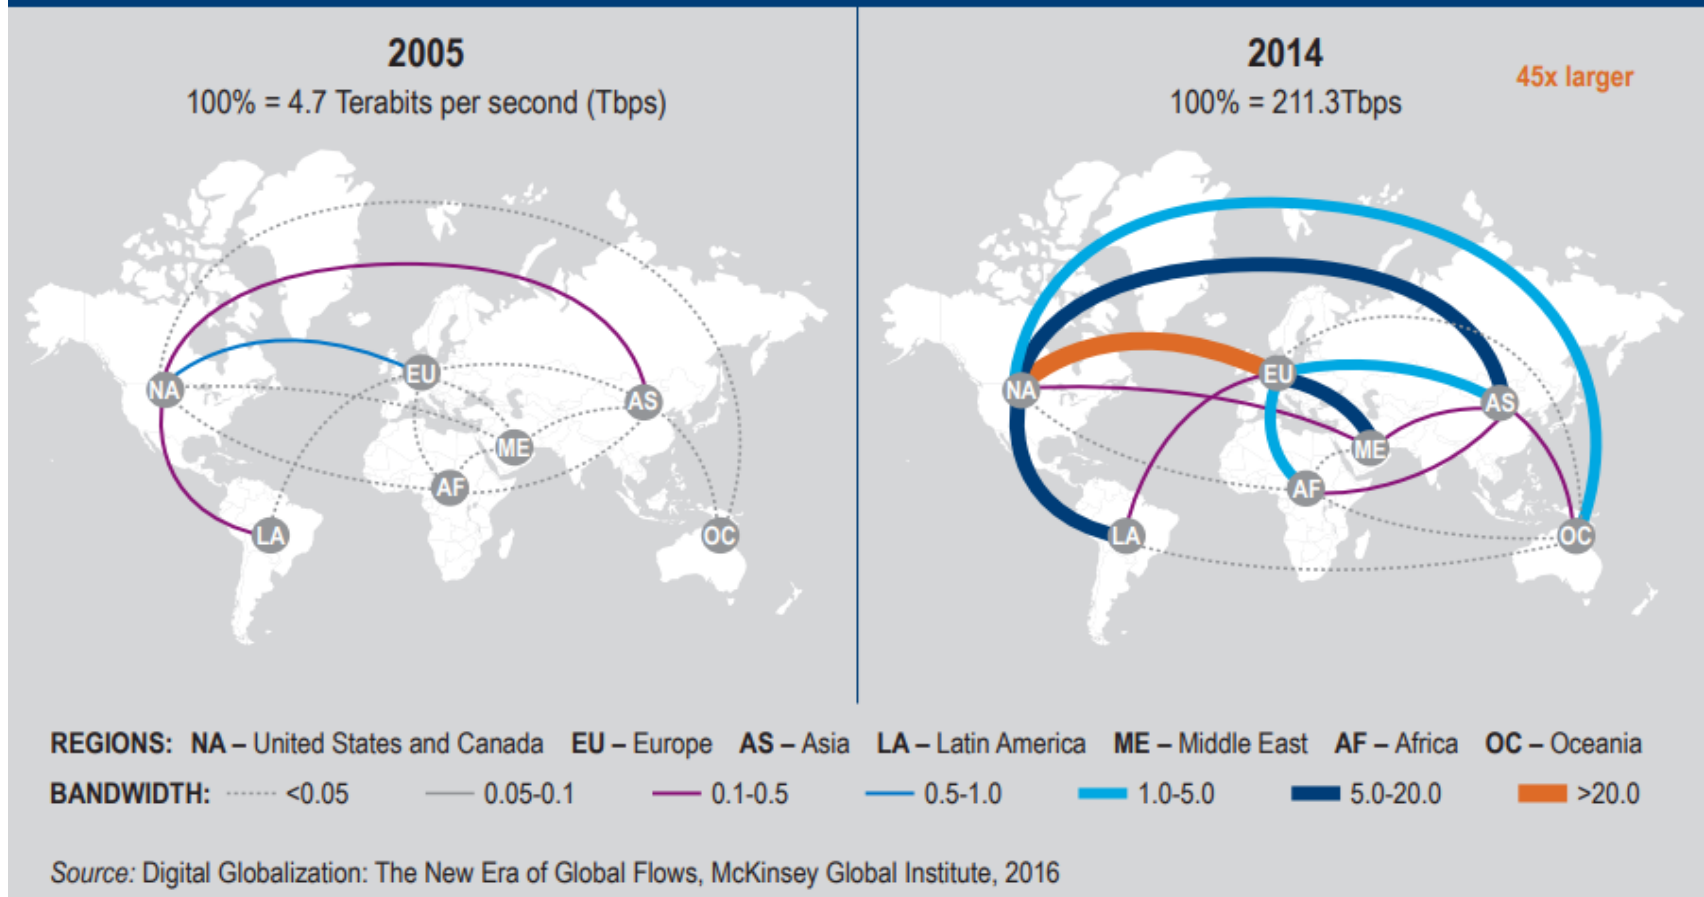 2005
100% = 4.7 Terabits per second (Tbps)
NA
EU
AS
ME
AF
LA
OC
2014
100% = 211.3Tbps
45x larger
NA
EU
AS
ME
AF
LA
OC
REGIONS: NA – United States and Canada EU – Europe AS – Asia LA – Latin America ME – Middle East AF – Africa OC – Oceania
BANDWIDTH: <0.05 0.05-0.1 0.1-0.5 0.5-1.0 1.0-5.0 5.0-20.0 >20.0
Source: Digital Globalization: The New Era of Global Flows, McKinsey Global Institute, 2016